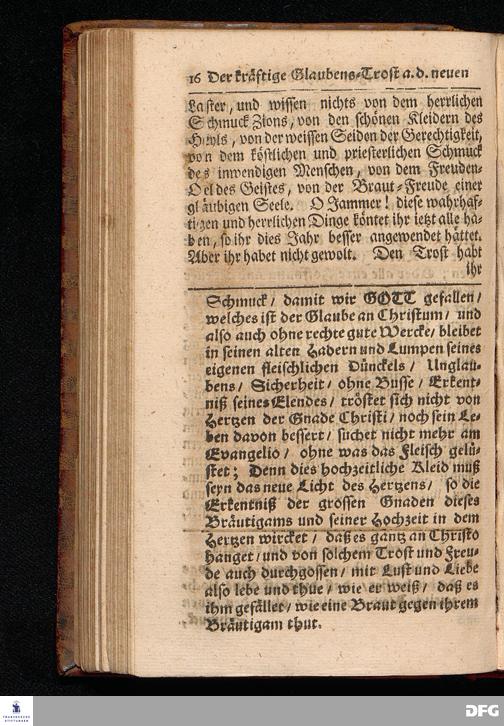 16 Der kräftige Glaubens-Trost a. d. neuen
Laster, und wissen nichts von dem herrlichen
Schmuck Zions, von den schönen Kleidern des
Heyls, von der weissen Seiden der Gerechtigkeit,
von dem köstlichen und priesterlichen Schmuck
des inwendigen Menschen, von dem Freuden-
Oel des Geistes, von der Braut-Freude einer
gläubigen Seele. O Jammer! diese wahrhaf-
tigen und herrlichen Dinge köntet ihr ietzt alle ha-
ben, so ihr dies Jahr besser angewendet hättet.
Aber ihr habet nicht gewolt. Den Trost habt
ihr
Schmuck/ damit wir GOTT gefallen/
welches ist der Glaube an Christum/ und
also auch ohne rechte gute Wercke/ bleibet
in seinen alten Hadern und Lumpen seines
eigenen fleischlichen Dünckels/ Unglau-
bens/ Sicherheit/ ohne Busse/ Erkent-
niß seines Elendes/ tröstet sich nicht von
Hertzen der Gnade Christi/ noch sein Le-
ben davon bessert/ suchet nicht mehr am
Evangelio/ ohne was das Fleisch gelü-
stet; Denn dies hochzeitliche Kleid muß
seyn das neue Licht des Hertzens/ so die
Erkentniß der grossen Gnaden dieses
Bräutigams und seiner Hochzeit in dem
Hertzen wircket/ daß es gantz an Christo
hanget/ und von solchem Trost und Freu-
de auch durchgossen/ mit Lust und Liebe
also lebe und thue/ wie er weiß/ daß es
ihm gefället/ wie eine Braut gegen ihrem
Bräutigam thut.
FRANCKESCHE
STIFTUNGEN
DFG